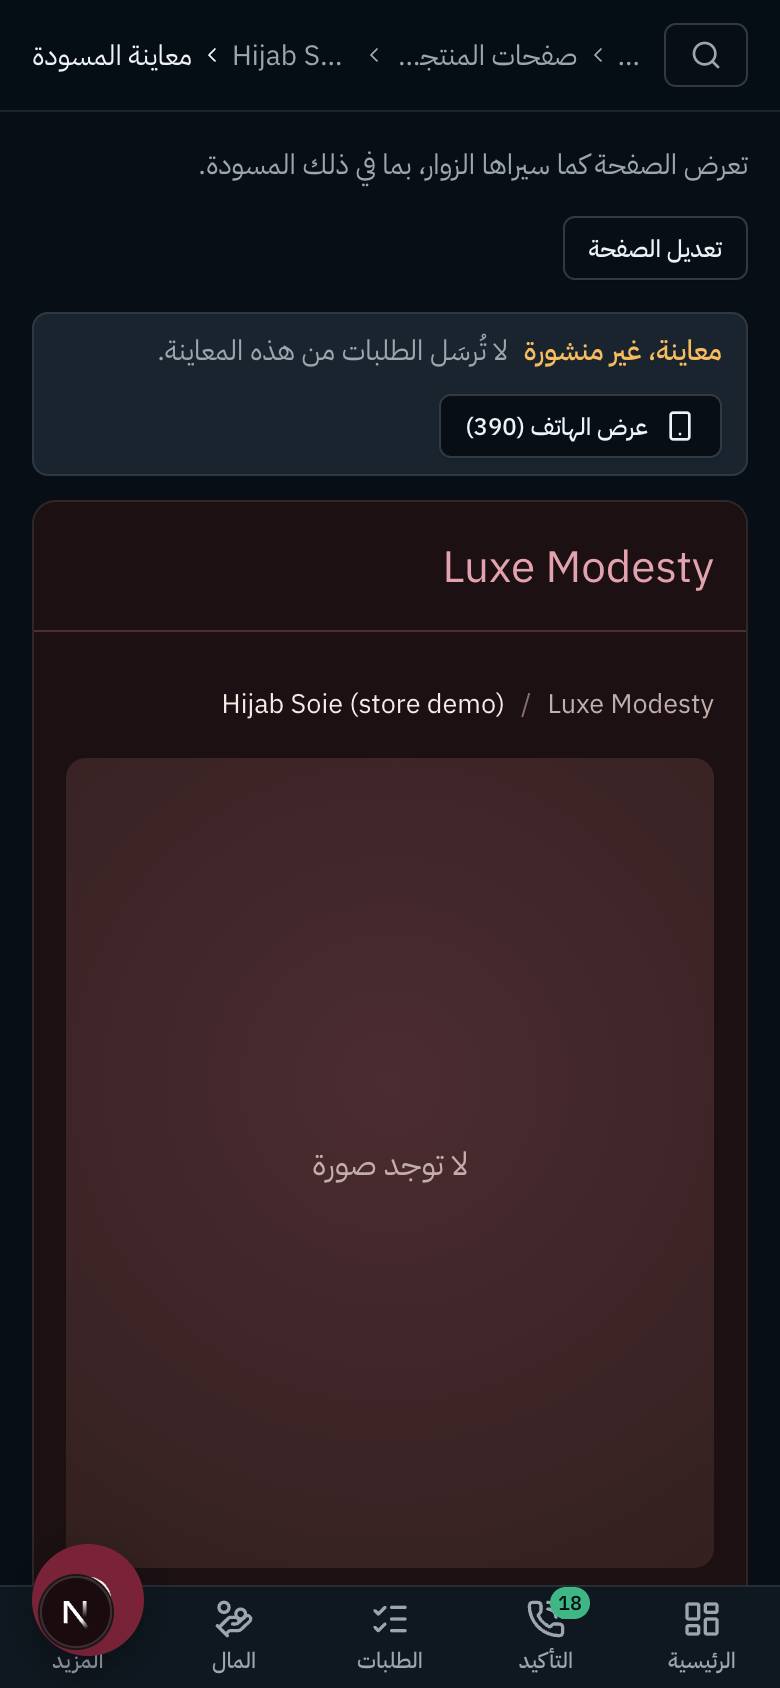 ... › صفحات المنتجـ... › Hijab S... › معاينة المسودة
تعرض الصفحة كما سيراها الزوار، بما في ذلك المسودة.
تعديل الصفحة
معاينة، غير منشورة لا تُرسَل الطلبات من هذه المعاينة.
عرض الهاتف (390)
Luxe Modesty
Luxe Modesty / Hijab Soie (store demo)
لا توجد صورة
18
N
الرئيسية
التأكيد
الطلبات
المال
المزيد